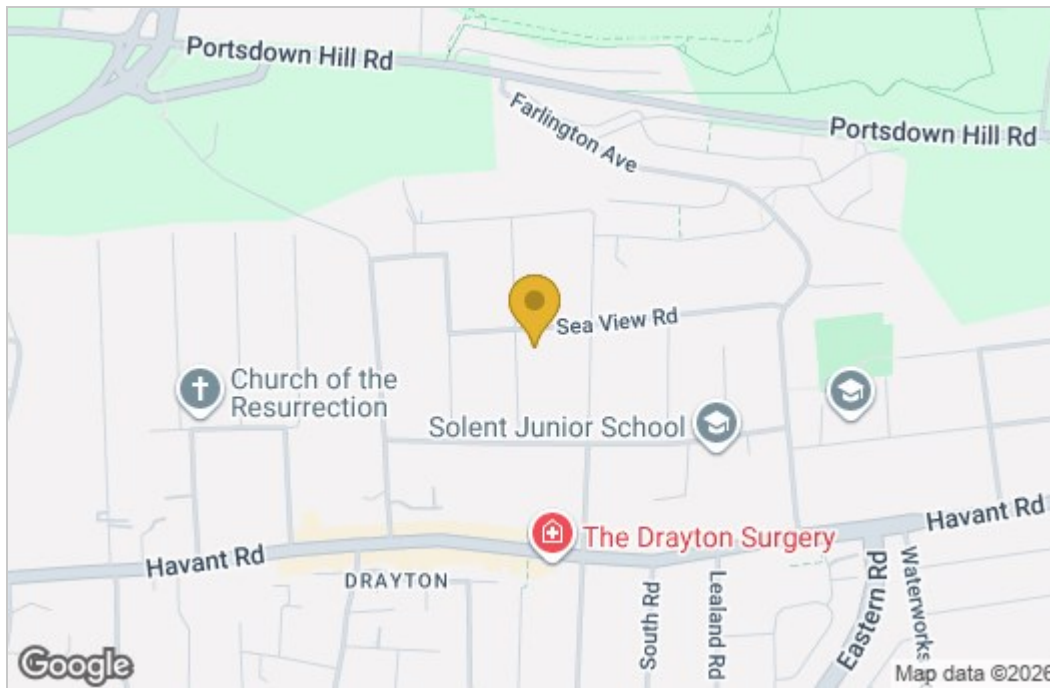 Portsdown Hill Rd
Farlington Ave
Portsdown Hill Rd
Sea View Rd
Church of the
Resurrection
Solent Junior School
Havant Rd
The Drayton Surgery
Havant Rd
DRAYTON
South Rd
Lealand Rd
Eastern Rd
Waterworks
Google
Map data ©2026